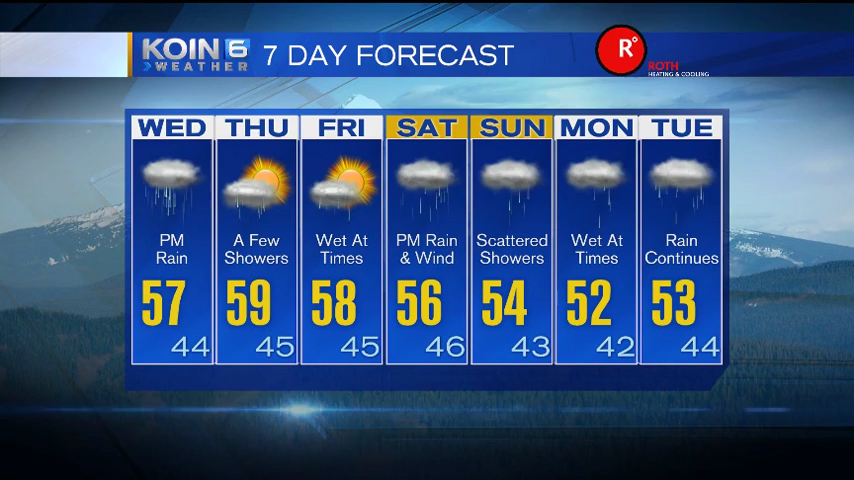 KOIN 6
WEATHER
7 DAY FORECAST
R°
ROTH
HEATING & COOLING
WED THU FRI SAT SUN MON TUE
PM
Rain
57
44
A Few
Showers
59
45
Wet At
Times
58
45
PM Rain
& Wind
56
46
Scattered
Showers
54
43
Wet At
Times
52
42
Rain
Continues
53
44